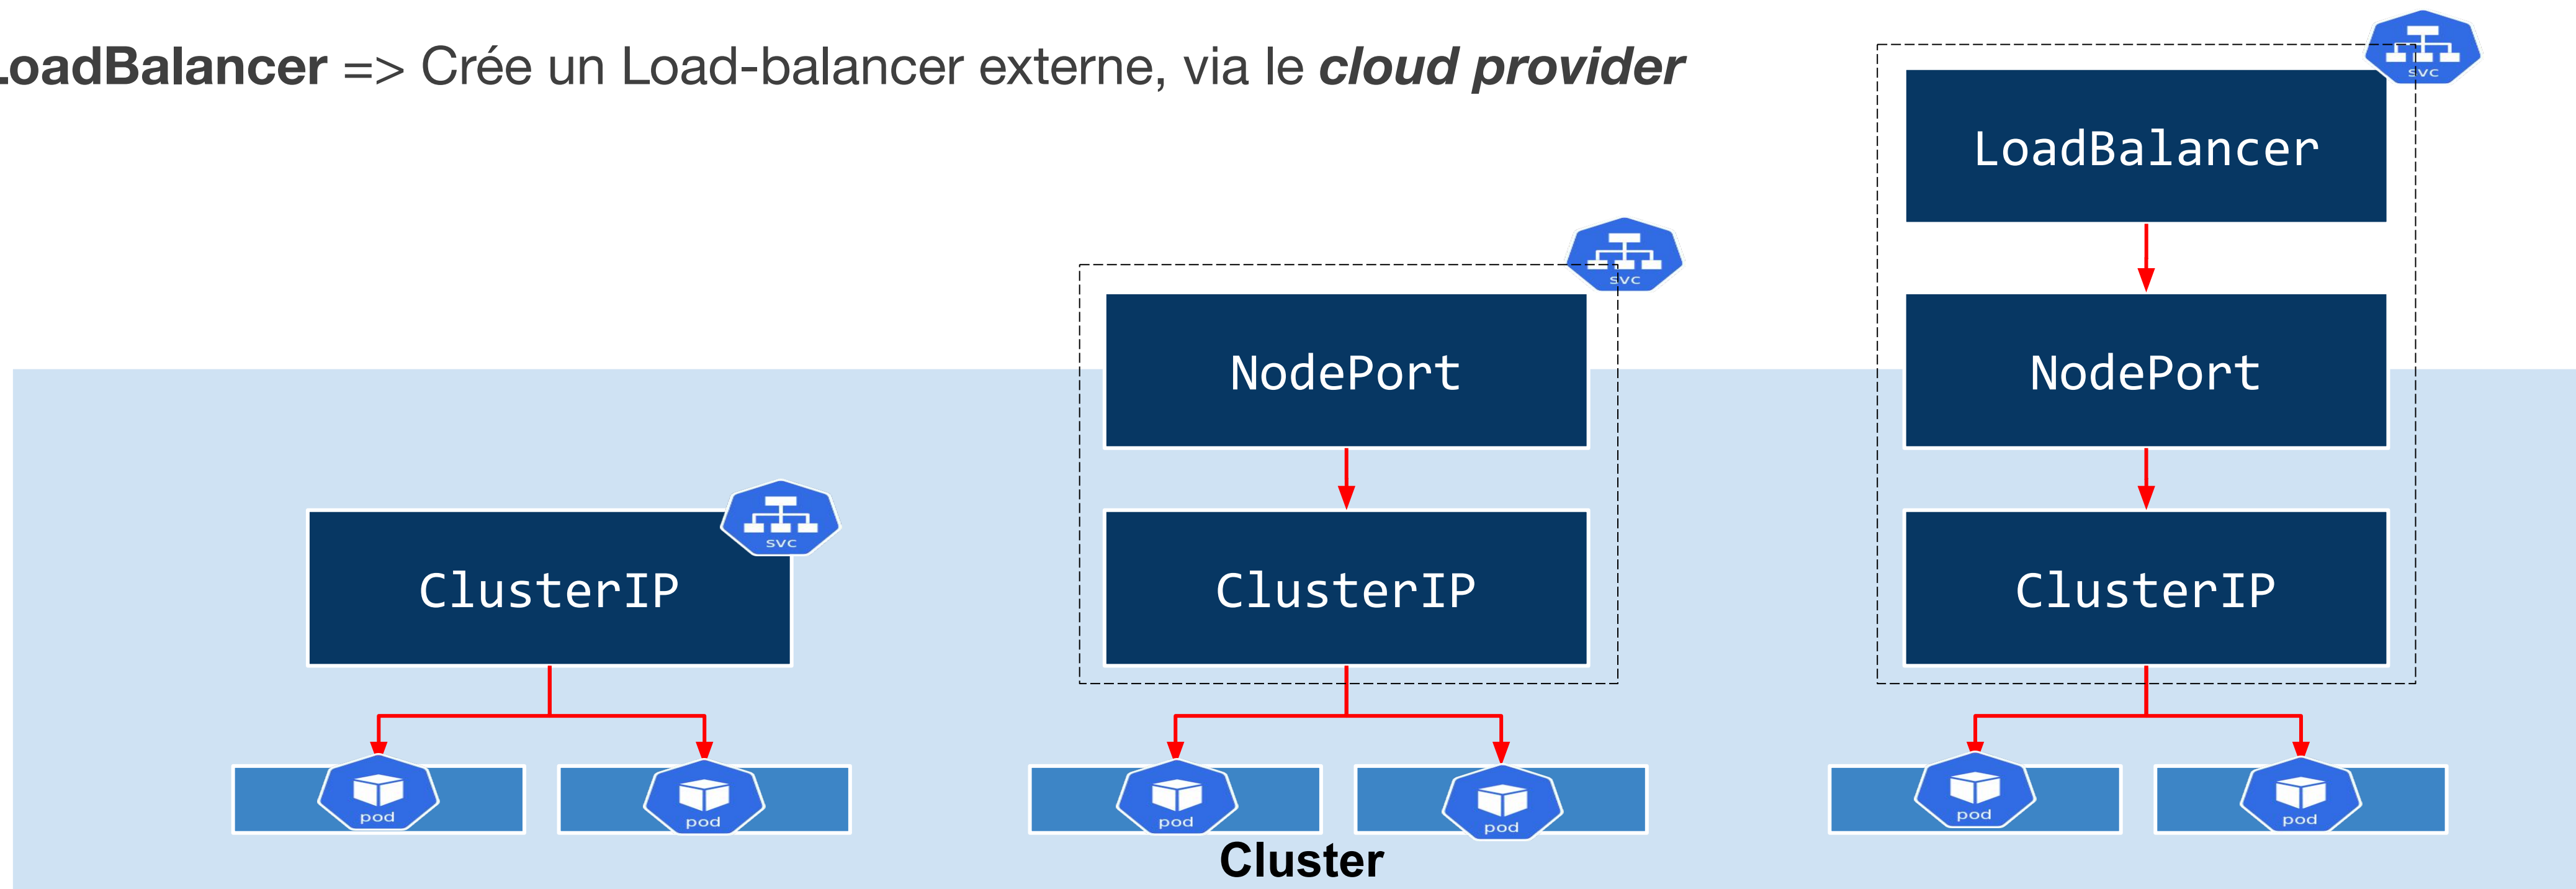 oadBalancer => Crée un Load-balancer externe, via le cloud provider
svc
LoadBalancer
svc
NodePort
NodePort
svc
ClusterIP
ClusterIP
ClusterIP
pod
pod
pod
pod
pod
pod
Cluster